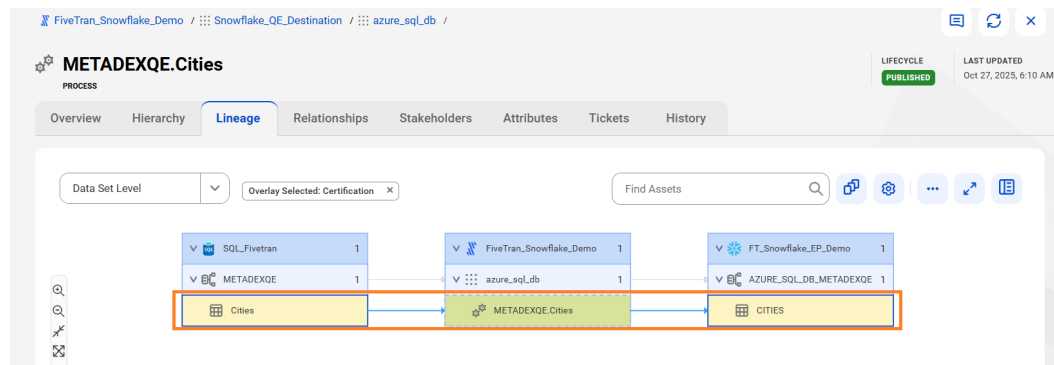 FiveTran_Snowflake_Demo / Snowflake_QE_Destination / azure_sql_db /
METADEXQE.Cities
PROCESS
LIFECYCLE
PUBLISHED
LAST UPDATED
Oct 27, 2025, 6:10 AM
Overview Hierarchy Lineage Relationships Stakeholders Attributes Tickets History
Data Set Level
Overlay Selected: Certification ×
Find Assets
SQL SQL_Fivetran 1
FiveTran_Snowflake_Demo 1
FT_Snowflake_EP_Demo 1
METADEXQE 1
azure_sql_db 1
AZURE_SQL_DB_METADEXQE 1
Cities
METADEXQE.Cities
CITIES